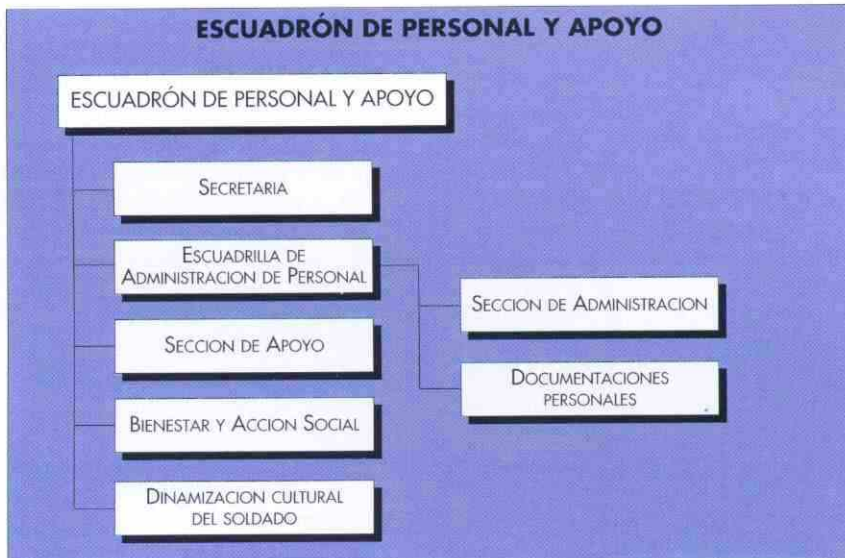 ESCUADRÓN DE PERSONAL Y APOYO
ESCUADRÓN DE PERSONAL Y APOYO
SECRETARIA
ESCUADRILLA DE
ADMINISTRACION DE PERSONAL
SECCION DE APOYO
BIENESTAR Y ACCION SOCIAL
DINAMIZACION CULTURAL
DEL SOLDADO
SECCION DE ADMINISTRACION
DOCUMENTACIONES
PERSONALES